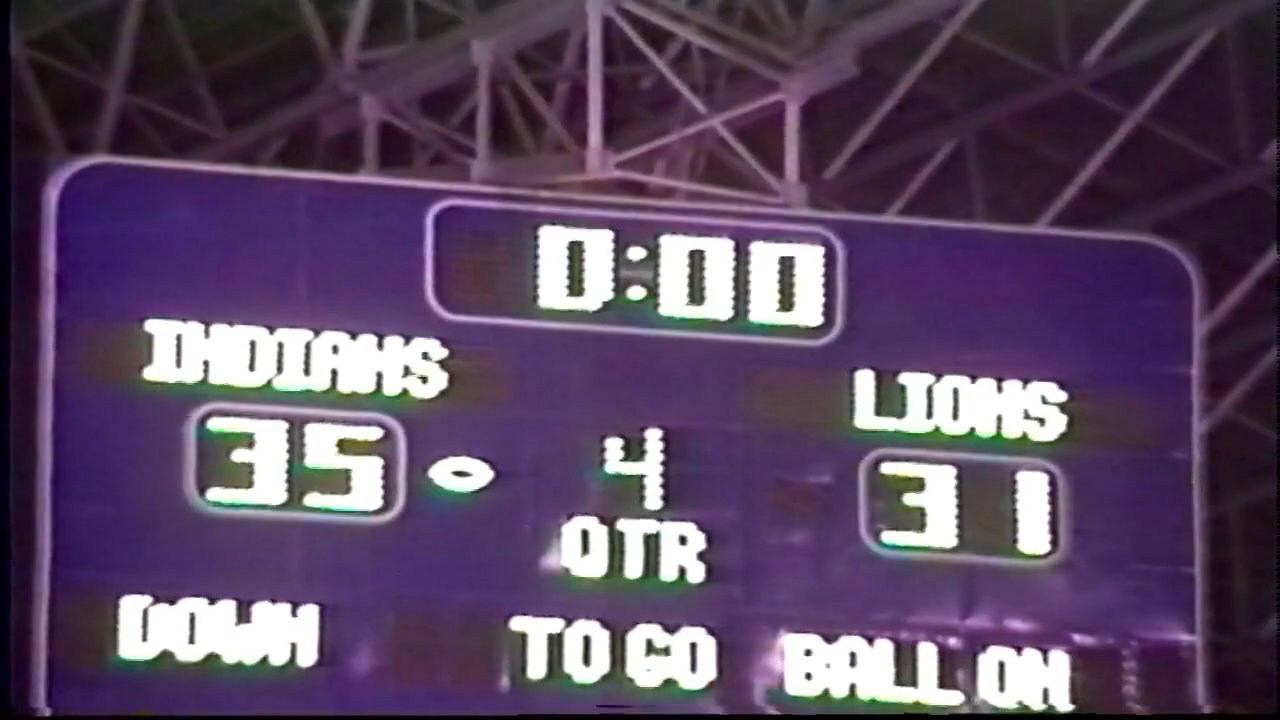 0:00
INDIANS LIONS
35 4 31
QTR
DOWN TO GO BALL ON